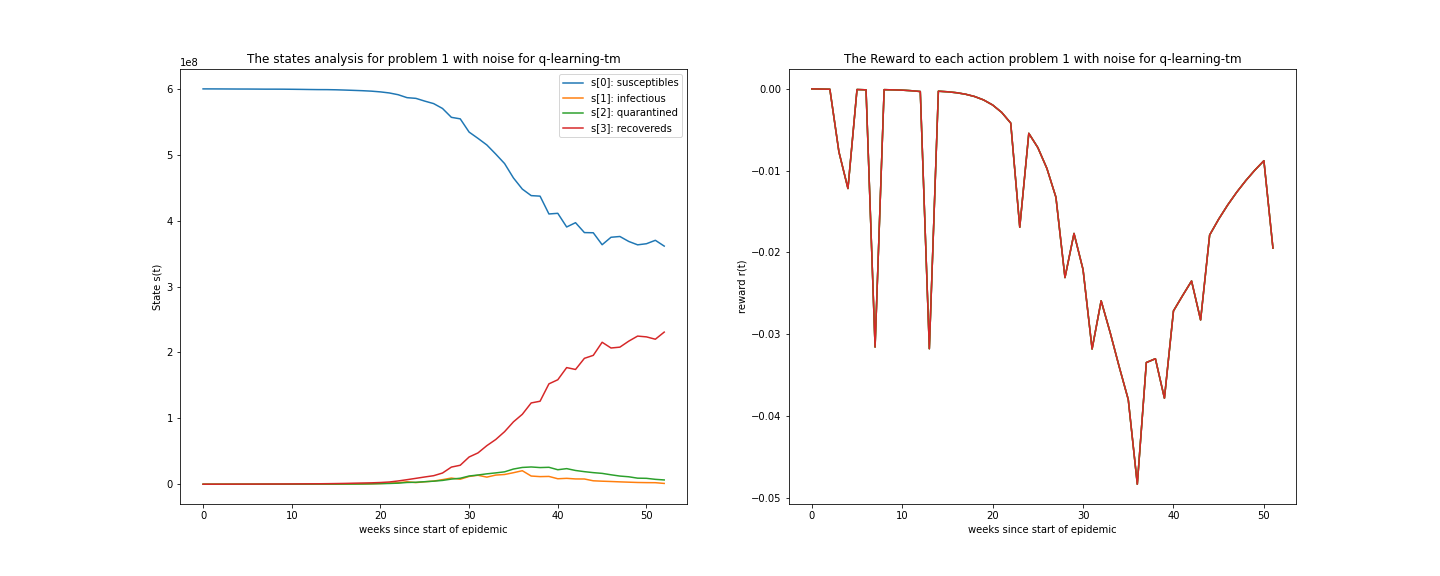 The states analysis for problem 1 with noise for q-learning-tm
1e8
6
5
4
3
2
1
0
State s(t)
s[0]: susceptibles
s[1]: infectious
s[2]: quarantined
s[3]: recovereds
0 10 20 30 40 50
weeks since start of epidemic
The Reward to each action problem 1 with noise for q-learning-tm
0.00
−0.01
−0.02
−0.03
−0.04
−0.05
reward r(t)
0 10 20 30 40 50
weeks since start of epidemic